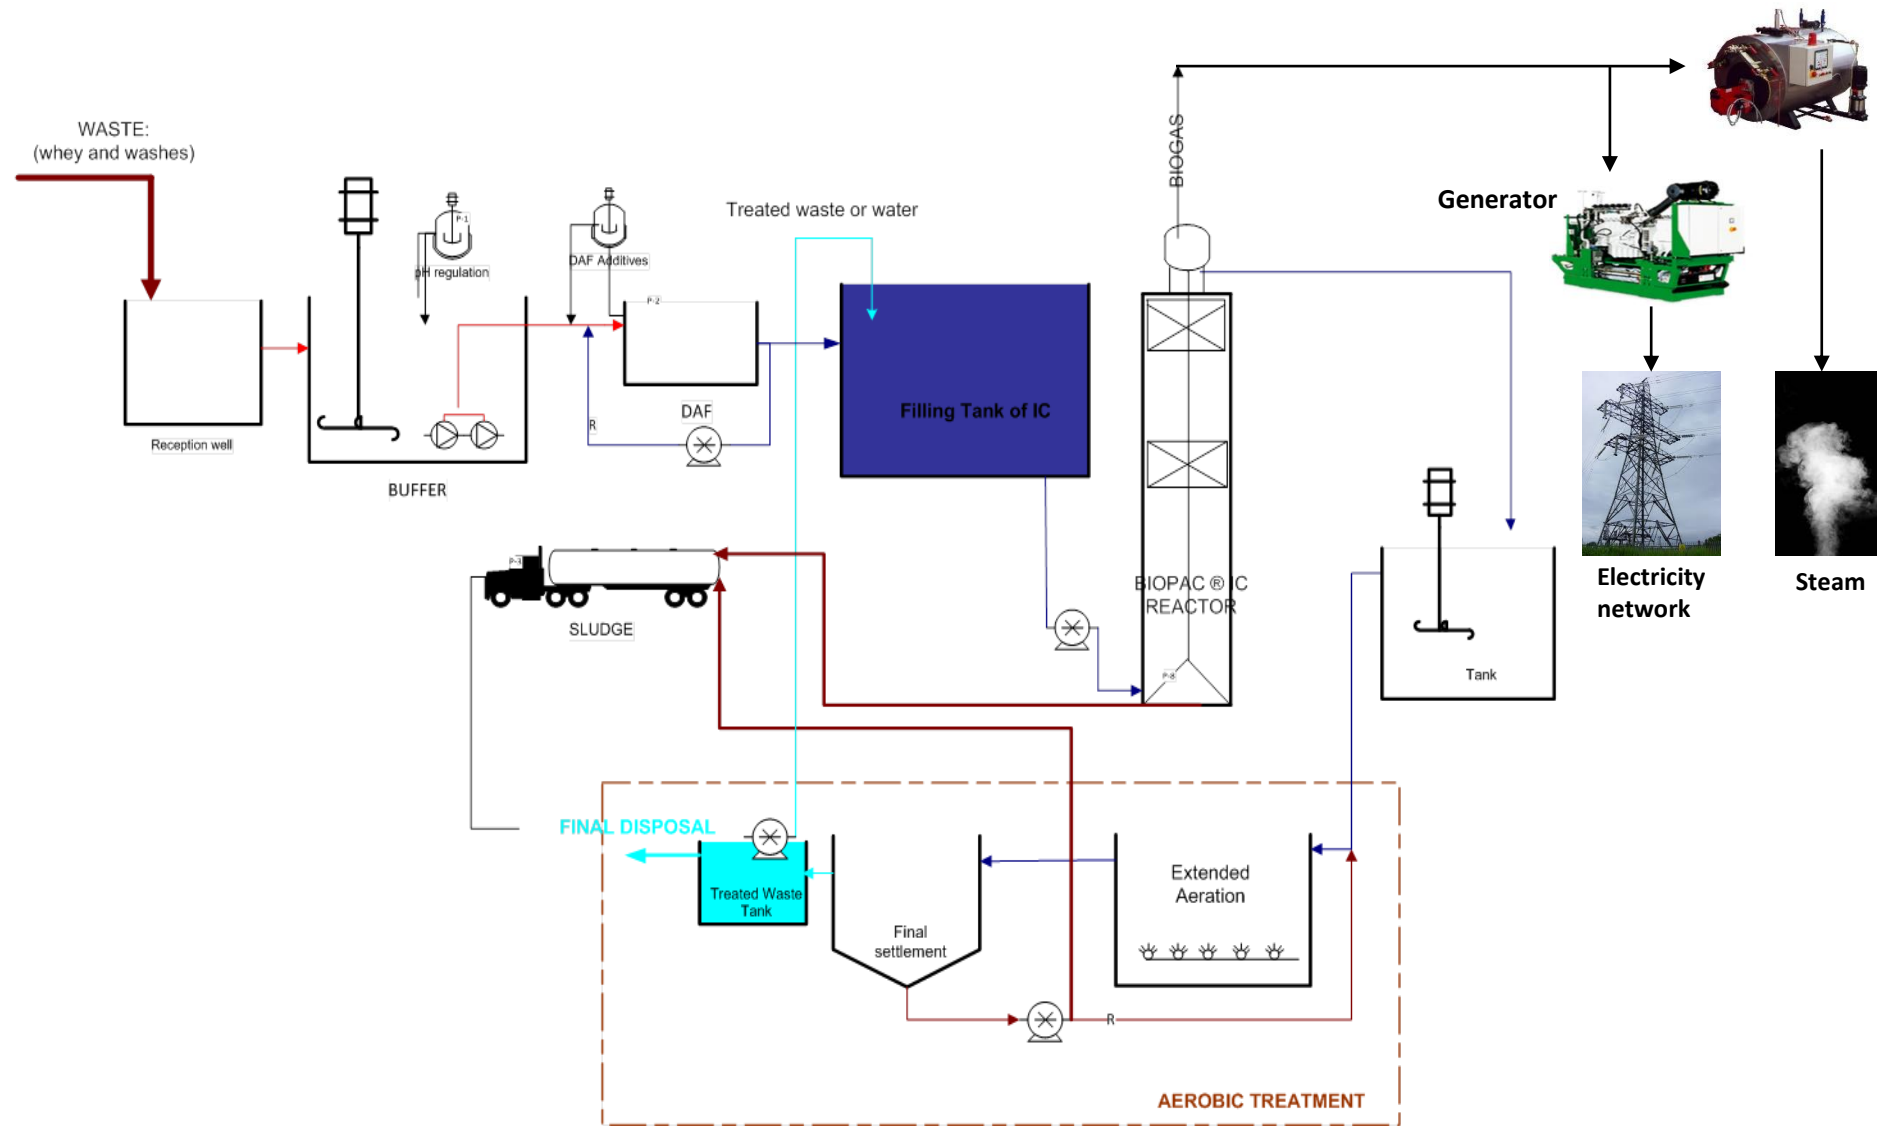 WASTE:
(whey and washes)
Reception well
P-1
pH regulation
BUFFER
DAF Additives
P-2
DAF
R
Treated waste or water
Filling Tank of IC
BIOGAS
BIOPAC ® IC
REACTOR
P-8
Generator
Electricity
network
Steam
Tank
P-3
SLUDGE
FINAL DISPOSAL
Treated Waste
Tank
Final
settlement
Extended
Aeration
R
AEROBIC TREATMENT